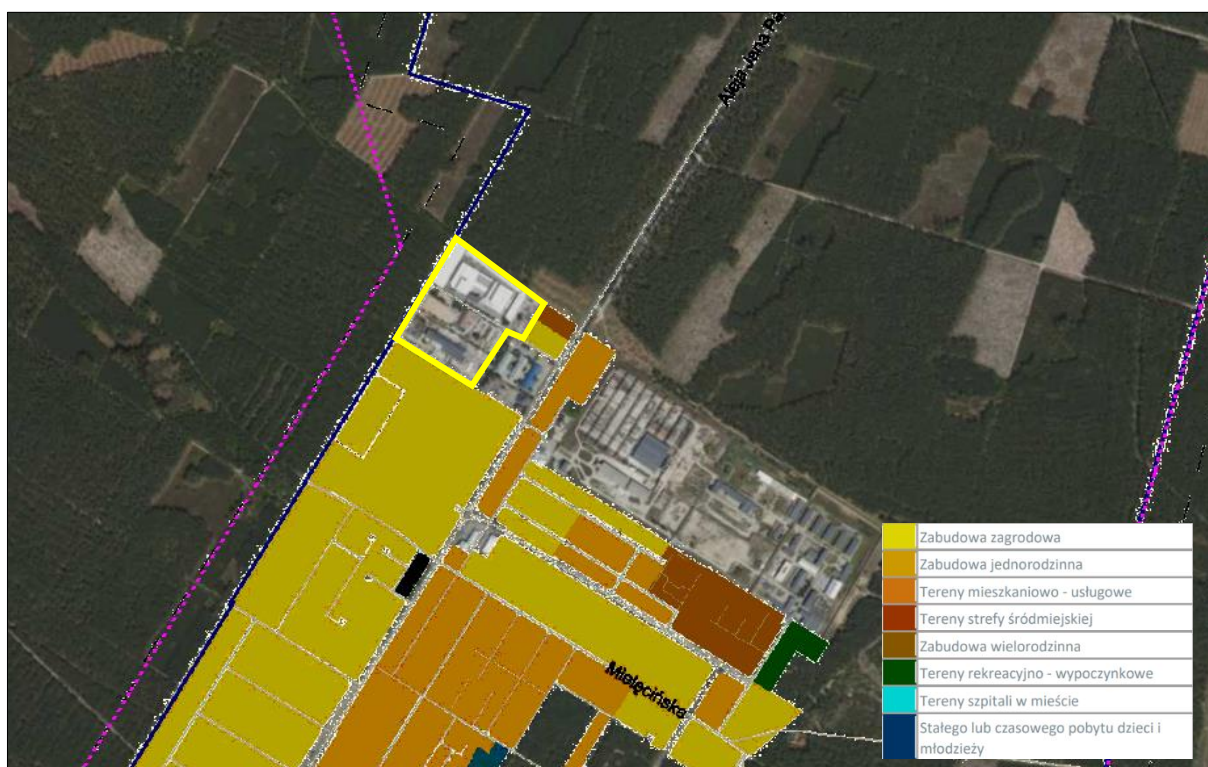 Aleja Jana Pa
Mielęcińska
Zabudowa zagrodowa
Zabudowa jednorodzinna
Tereny mieszkaniowo - usługowe
Tereny strefy śródmiejskiej
Zabudowa wielorodzinna
Tereny rekreacyjno - wypoczynkowe
Tereny szpitali w mieście
Stałego lub czasowego pobytu dzieci i
młodzieży